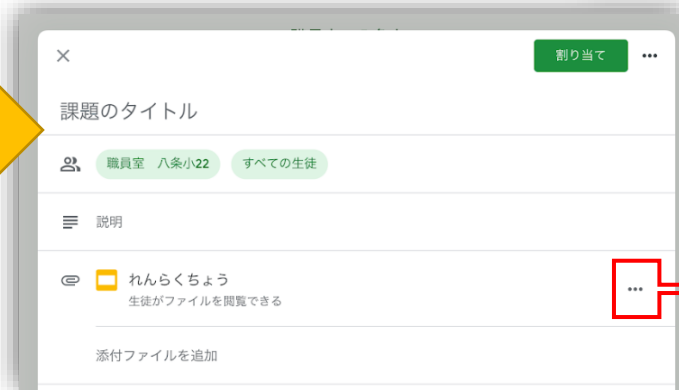 割り当て
課題のタイトル
職員室 八条小22 すべての生徒
説明
れんらくちょう
生徒がファイルを閲覧できる
添付ファイルを追加